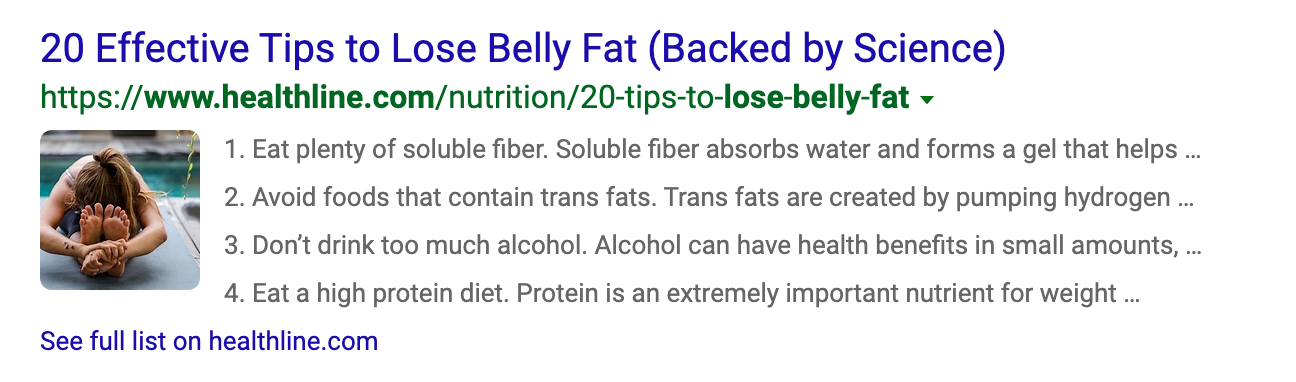 20 Effective Tips to Lose Belly Fat (Backed by Science)
https://www.healthline.com/nutrition/20-tips-to-lose-belly-fat
1. Eat plenty of soluble fiber. Soluble fiber absorbs water and forms a gel that helps ...
2. Avoid foods that contain trans fats. Trans fats are created by pumping hydrogen ...
3. Don’t drink too much alcohol. Alcohol can have health benefits in small amounts, ...
4. Eat a high protein diet. Protein is an extremely important nutrient for weight ...
See full list on healthline.com